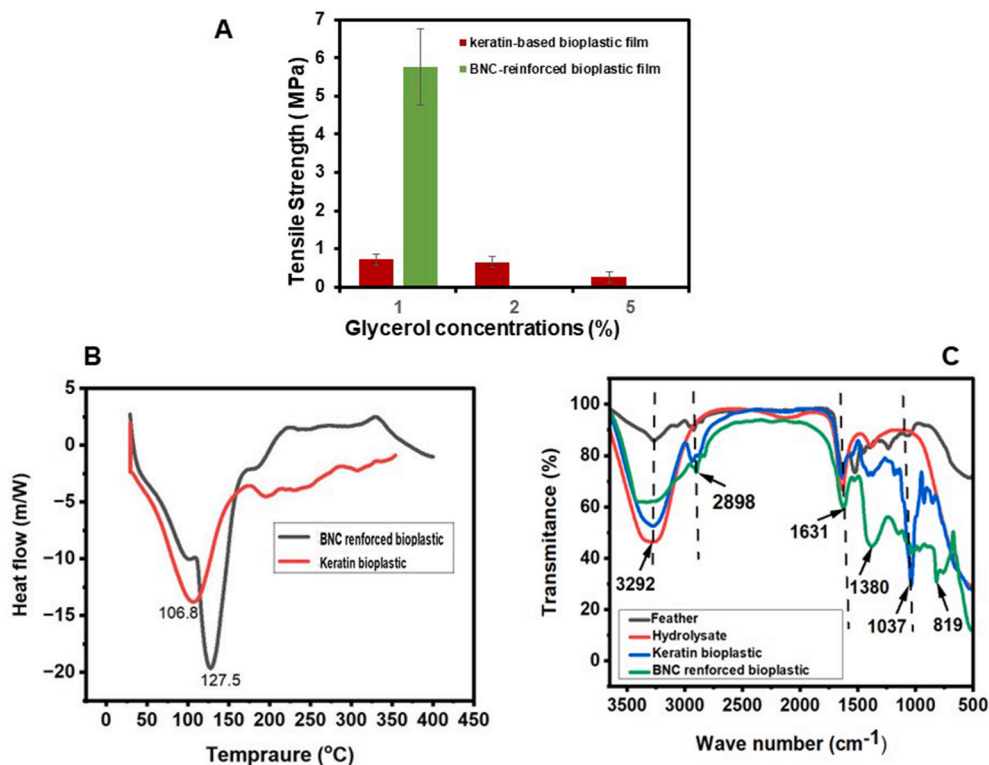 A
Tensile Strength ( MPa)
7
6
5
4
3
2
1
0
keratin-based bioplastic film
BNC-reinforced bioplastic film
1 2 5
Glycerol concentrations (%)
B
Heat flow (m/W)
5
0
−5
−10
−15
−20
106.8
127.5
BNC renforced bioplastic
Keratin bioplastic
0 50 100 150 200 250 300 350 400 450
Tempraure (°C)
C
Transmitance (%)
100
80
60
40
20
0
3292
2898
1631
1380
1037
819
Feather
Hydrolysate
Keratin bioplastic
BNC renforced bioplastic
3500 3000 2000 1500 1000 500
Wave number (cm⁻¹)